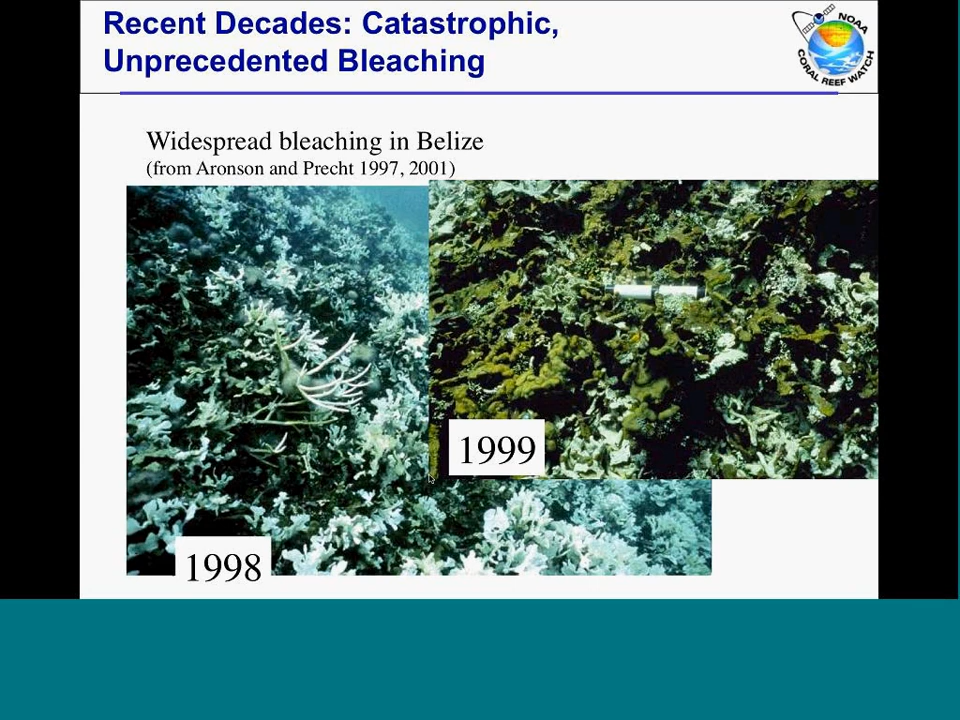 Recent Decades: Catastrophic,
Unprecedented Bleaching
NOAA
CORAL REEF WATCH
Widespread bleaching in Belize
(from Aronson and Precht 1997, 2001)
1999
1998